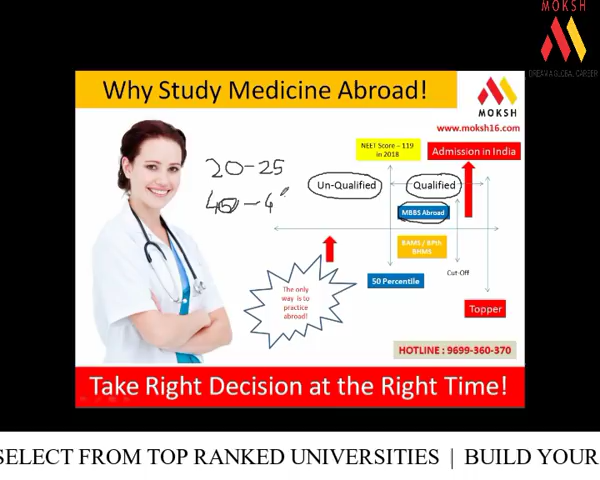 MOKSH
DREAM A GLOBAL CAREER
Why Study Medicine Abroad!
MOKSH
www.moksh16.com
20-25
NEET Score - 119
in 2018
Admission in India
Un-Qualified
Qualified
MBBS Abroad
BAMS / BPth
BHMS
Cut-Off
50 Percentile
The only
way is to
practice
abroad!
Topper
HOTLINE : 9699-360-370
Take Right Decision at the Right Time!
SELECT FROM TOP RANKED UNIVERSITIES | BUILD YOUR